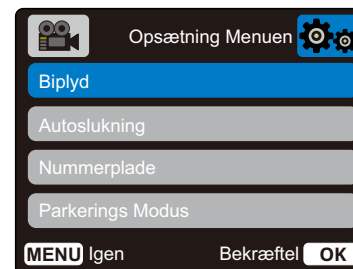 Opsætning Menuen
Biplyd
Autoslukning
Nummerplade
Parkerings Modus
MENU Igen Bekræftel OK